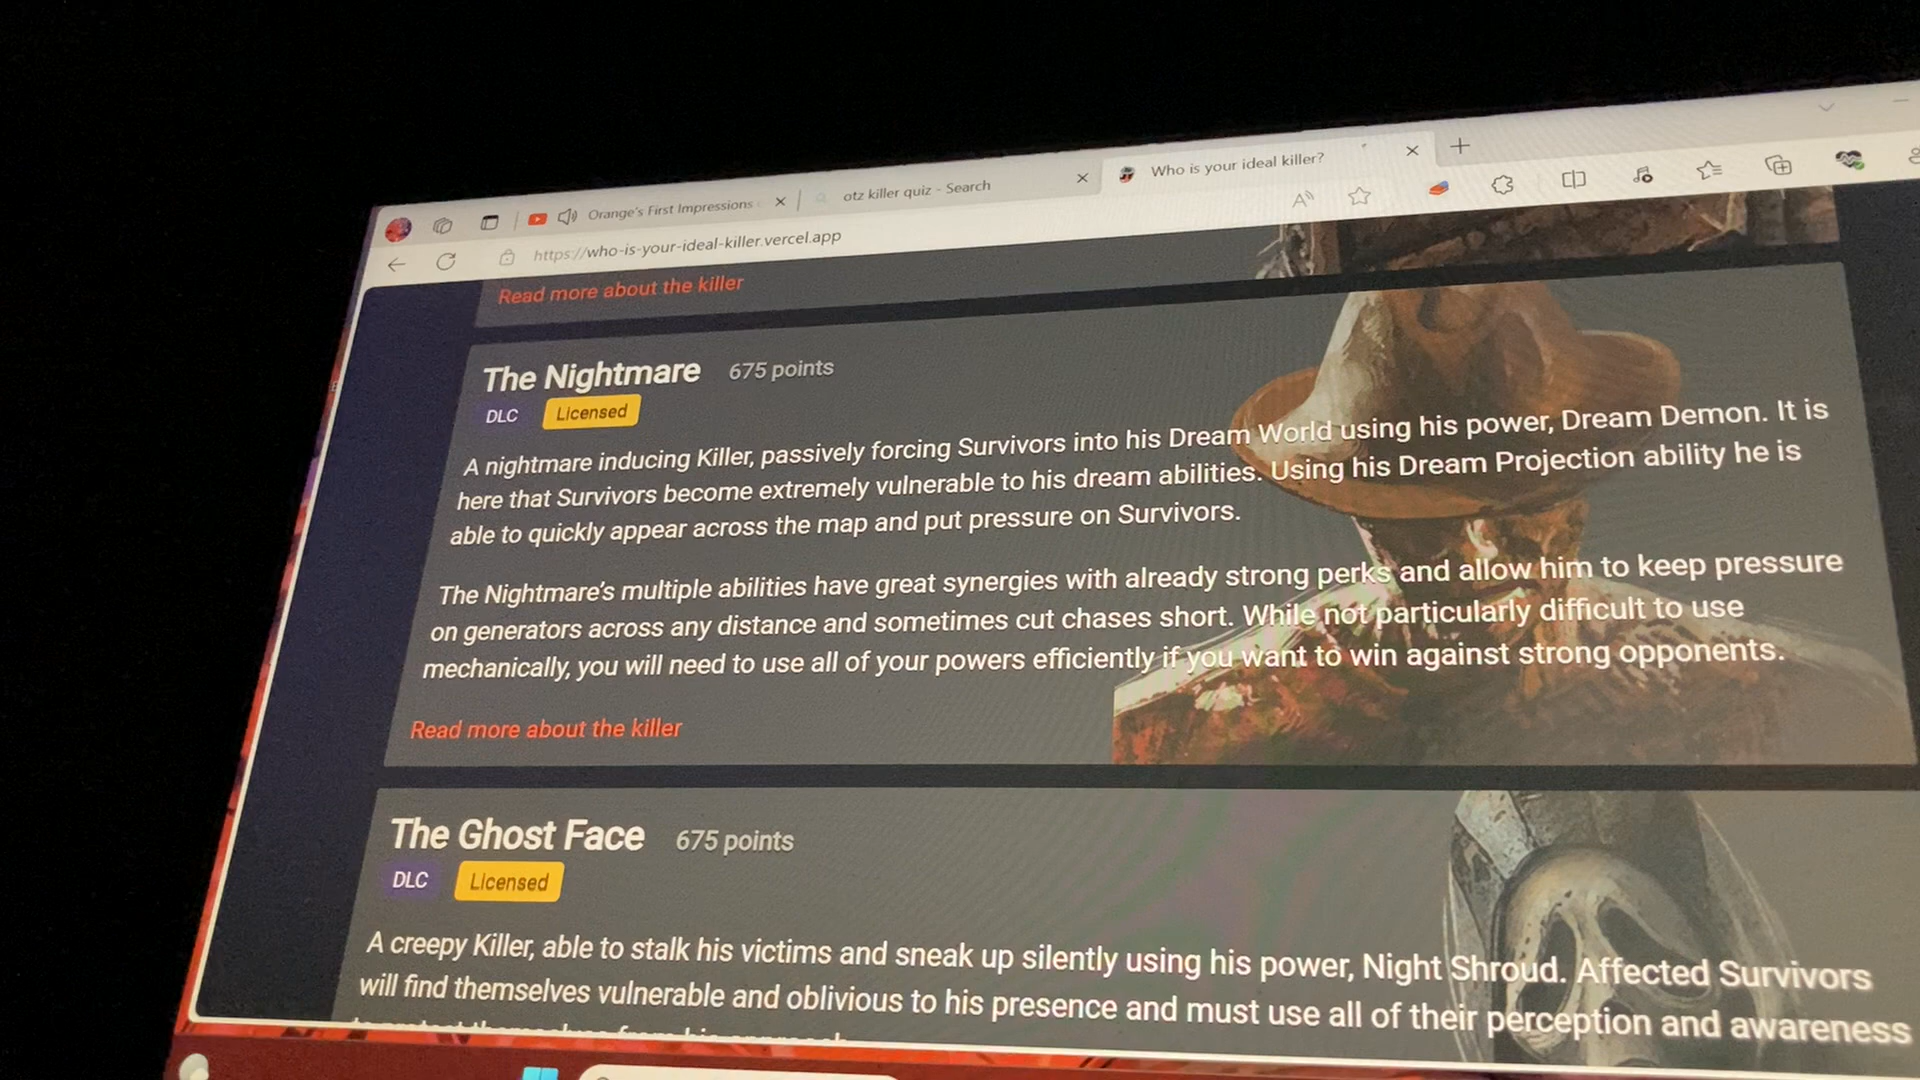 Orange's First Impressions
otz killer quiz - Search
Who is your ideal killer?
https://who-is-your-ideal-killer.vercel.app
Read more about the killer
The Nightmare 675 points
DLC Licensed
A nightmare inducing Killer, passively forcing Survivors into his Dream World using his power, Dream Demon. It is
here that Survivors become extremely vulnerable to his dream abilities. Using his Dream Projection ability he is
able to quickly appear across the map and put pressure on Survivors.
The Nightmare's multiple abilities have great synergies with already strong perks and allow him to keep pressure
on generators across any distance and sometimes cut chases short. While not particularly difficult to use
mechanically, you will need to use all of your powers efficiently if you want to win against strong opponents.
Read more about the killer
The Ghost Face 675 points
DLC Licensed
A creepy Killer, able to stalk his victims and sneak up silently using his power, Night Shroud. Affected Survivors
will find themselves vulnerable and oblivious to his presence and must use all of their perception and awareness